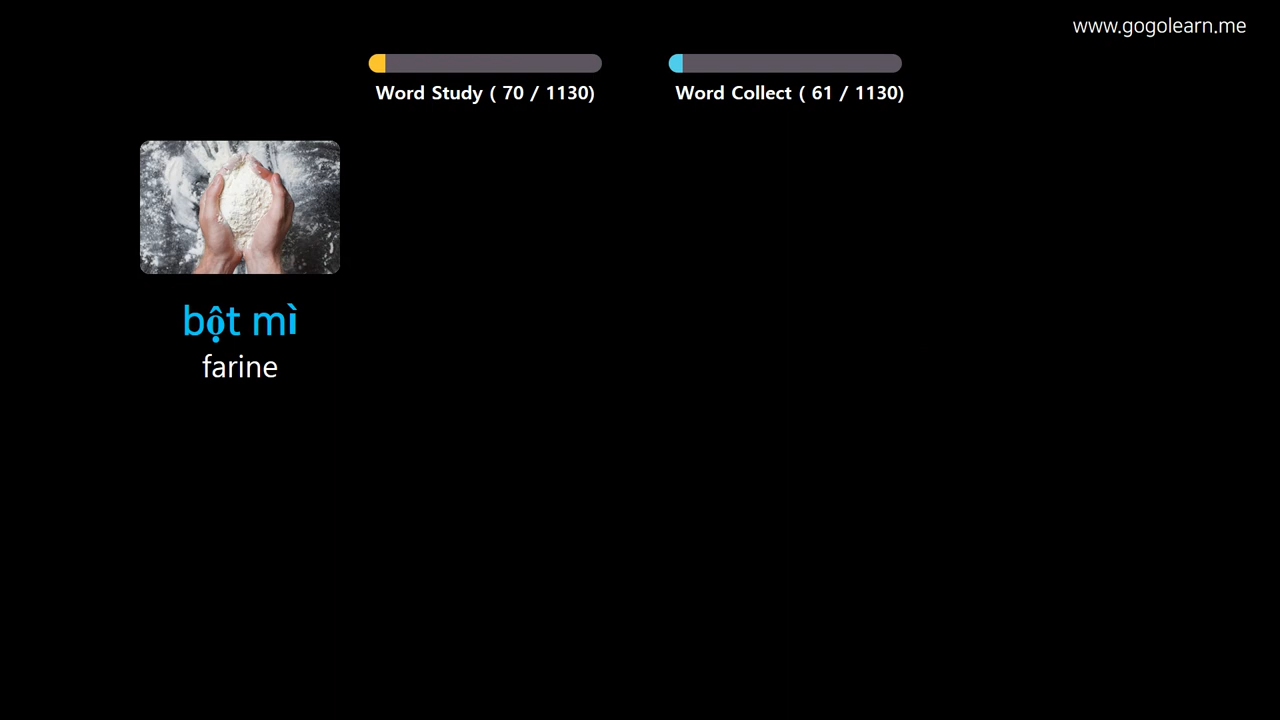 www.gogolearn.me
Word Study ( 70 / 1130)
Word Collect ( 61 / 1130)
bột mì
farine